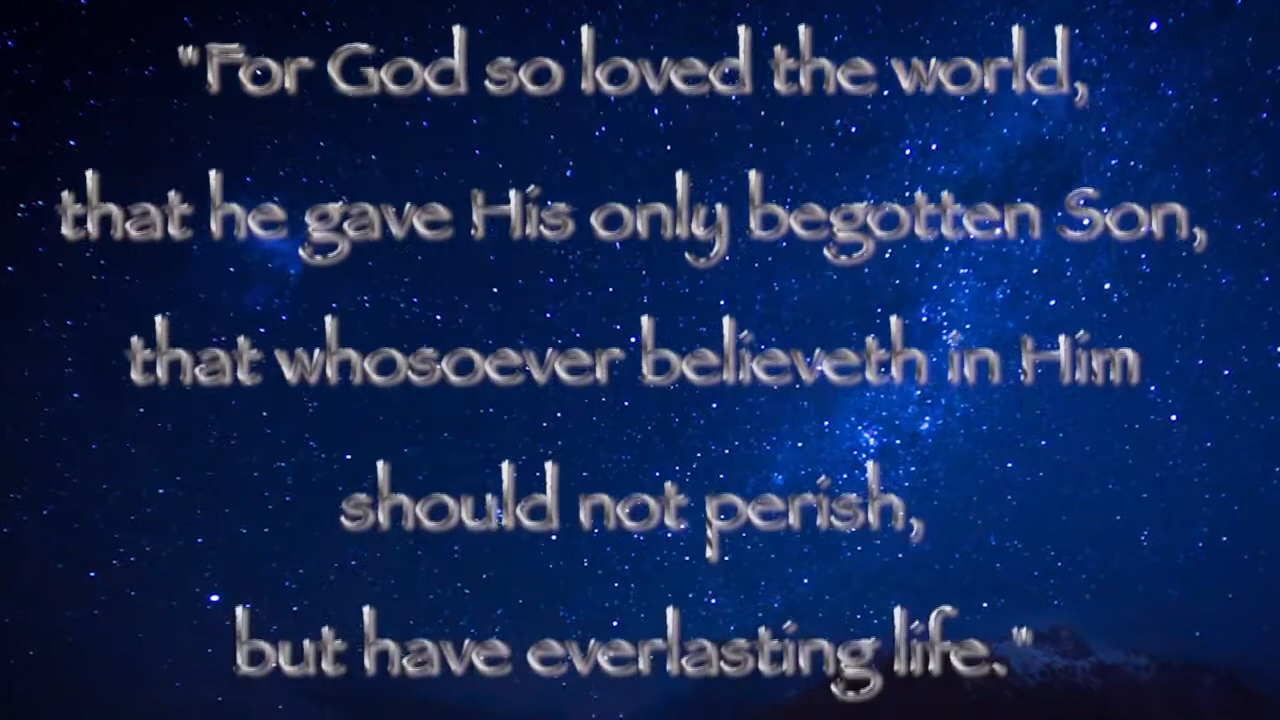 "For God so loved the world,
that he gave His only begotten Son,
that whosoever believeth in Him
should not perish,
but have everlasting life."